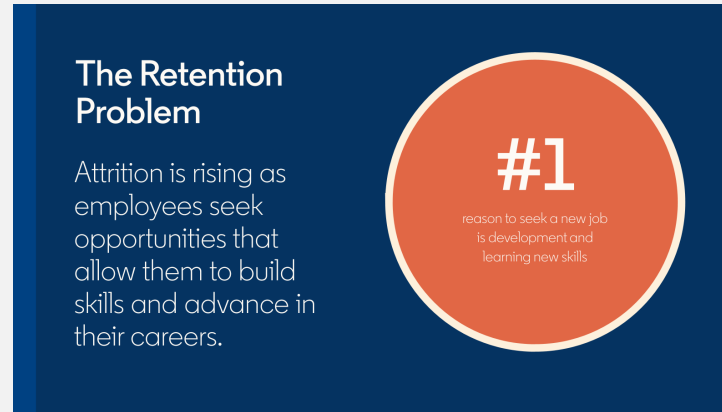 The Retention
Problem
Attrition is rising as
employees seek
opportunities that
allow them to build
skills and advance in
their careers.
#1
reason to seek a new job
is development and
learning new skills